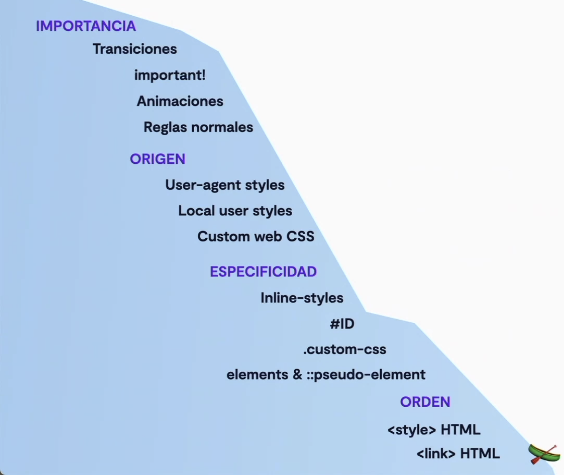 IMPORTANCIA
Transiciones
important!
Animaciones
Reglas normales
ORIGEN
User-agent styles
Local user styles
Custom web CSS
ESPECIFICIDAD
Inline-styles
#ID
.custom-css
elements & ::pseudo-element
ORDEN
<style> HTML
<link> HTML